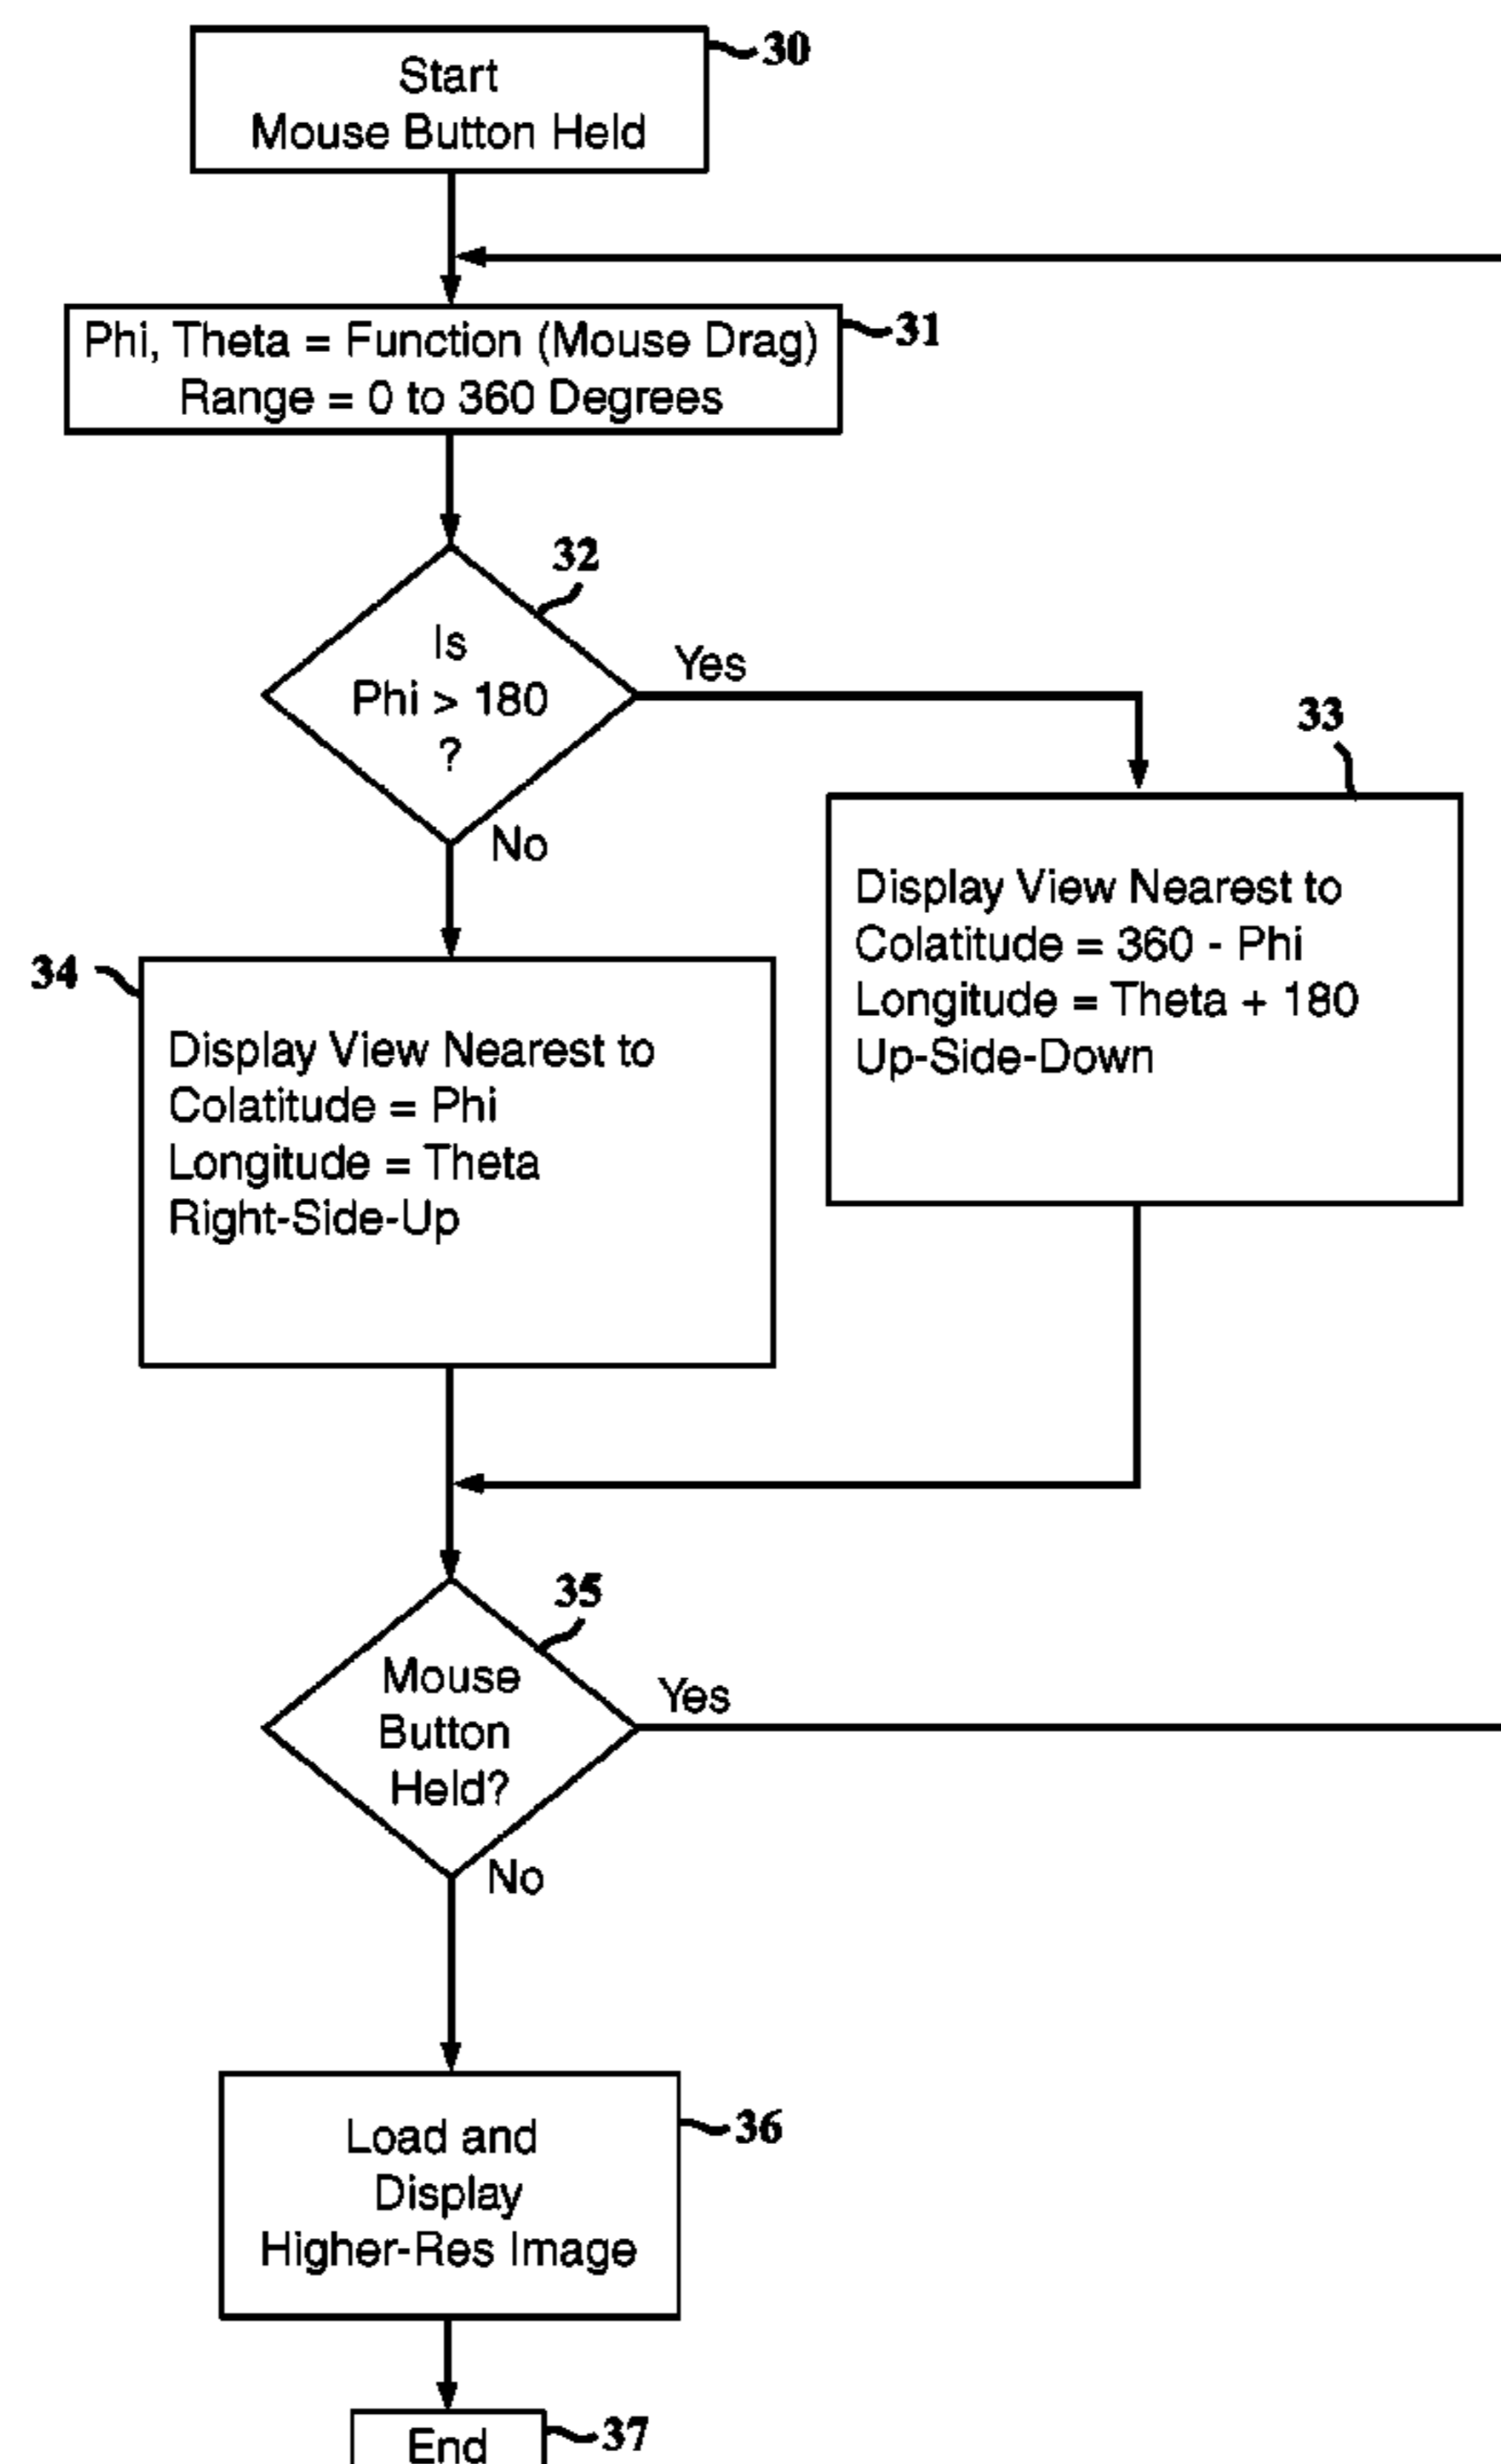 Start
Mouse Button Held
30
Phi, Theta = Function (Mouse Drag)
Range = 0 to 360 Degrees
31
Is
Phi > 180
?
32
Yes
No
33
Display View Nearest to
Colatitude = 360 - Phi
Longitude = Theta + 180
Up-Side-Down
34
Display View Nearest to
Colatitude = Phi
Longitude = Theta
Right-Side-Up
35
Mouse
Button
Held?
Yes
No
Load and
Display
Higher-Res Image
36
End
37